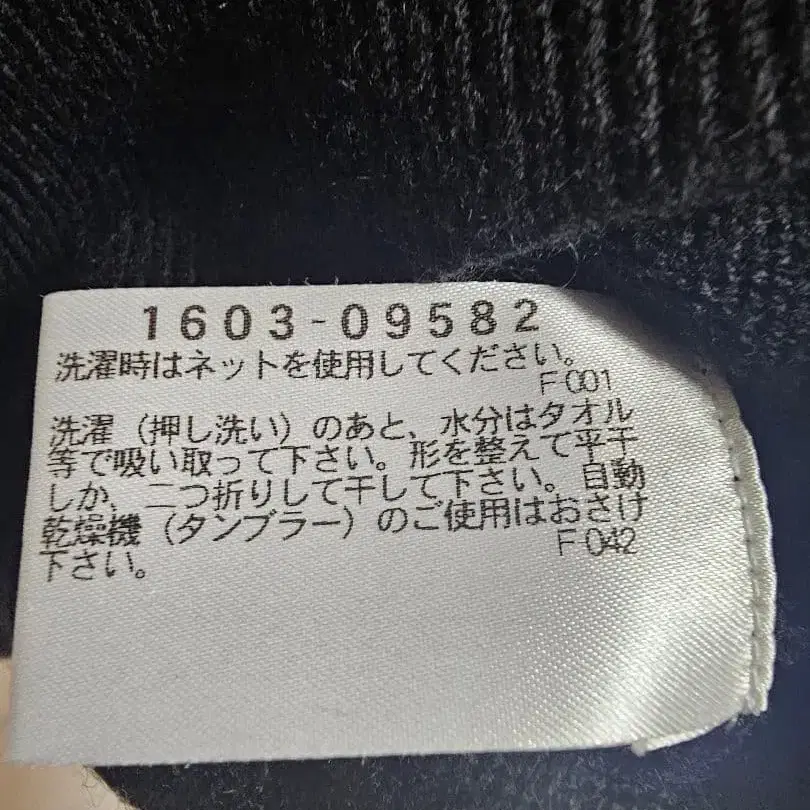 1603-09582
洗濯時はネットを使用してください。
F001
洗濯（押し洗い）のあと、水分はタオル
等で吸い取って下さい。形を整えて平干
しか、二つ折りして干して下さい。自動
乾燥機（タンブラー）のご使用はおさけ
下さい。
F042